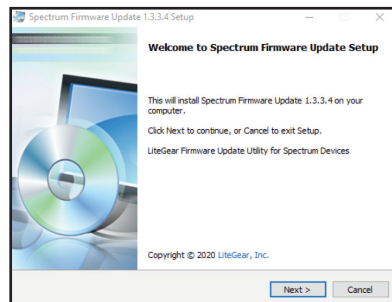 Spectrum Firmware Update 1.3.3.4 Setup
Welcome to Spectrum Firmware Update Setup
This will install Spectrum Firmware Update 1.3.3.4 on your
computer.
Click Next to continue, or Cancel to exit Setup.
LiteGear Firmware Update Utility for Spectrum Devices
Copyright © 2020 LiteGear, Inc.
Next >
Cancel